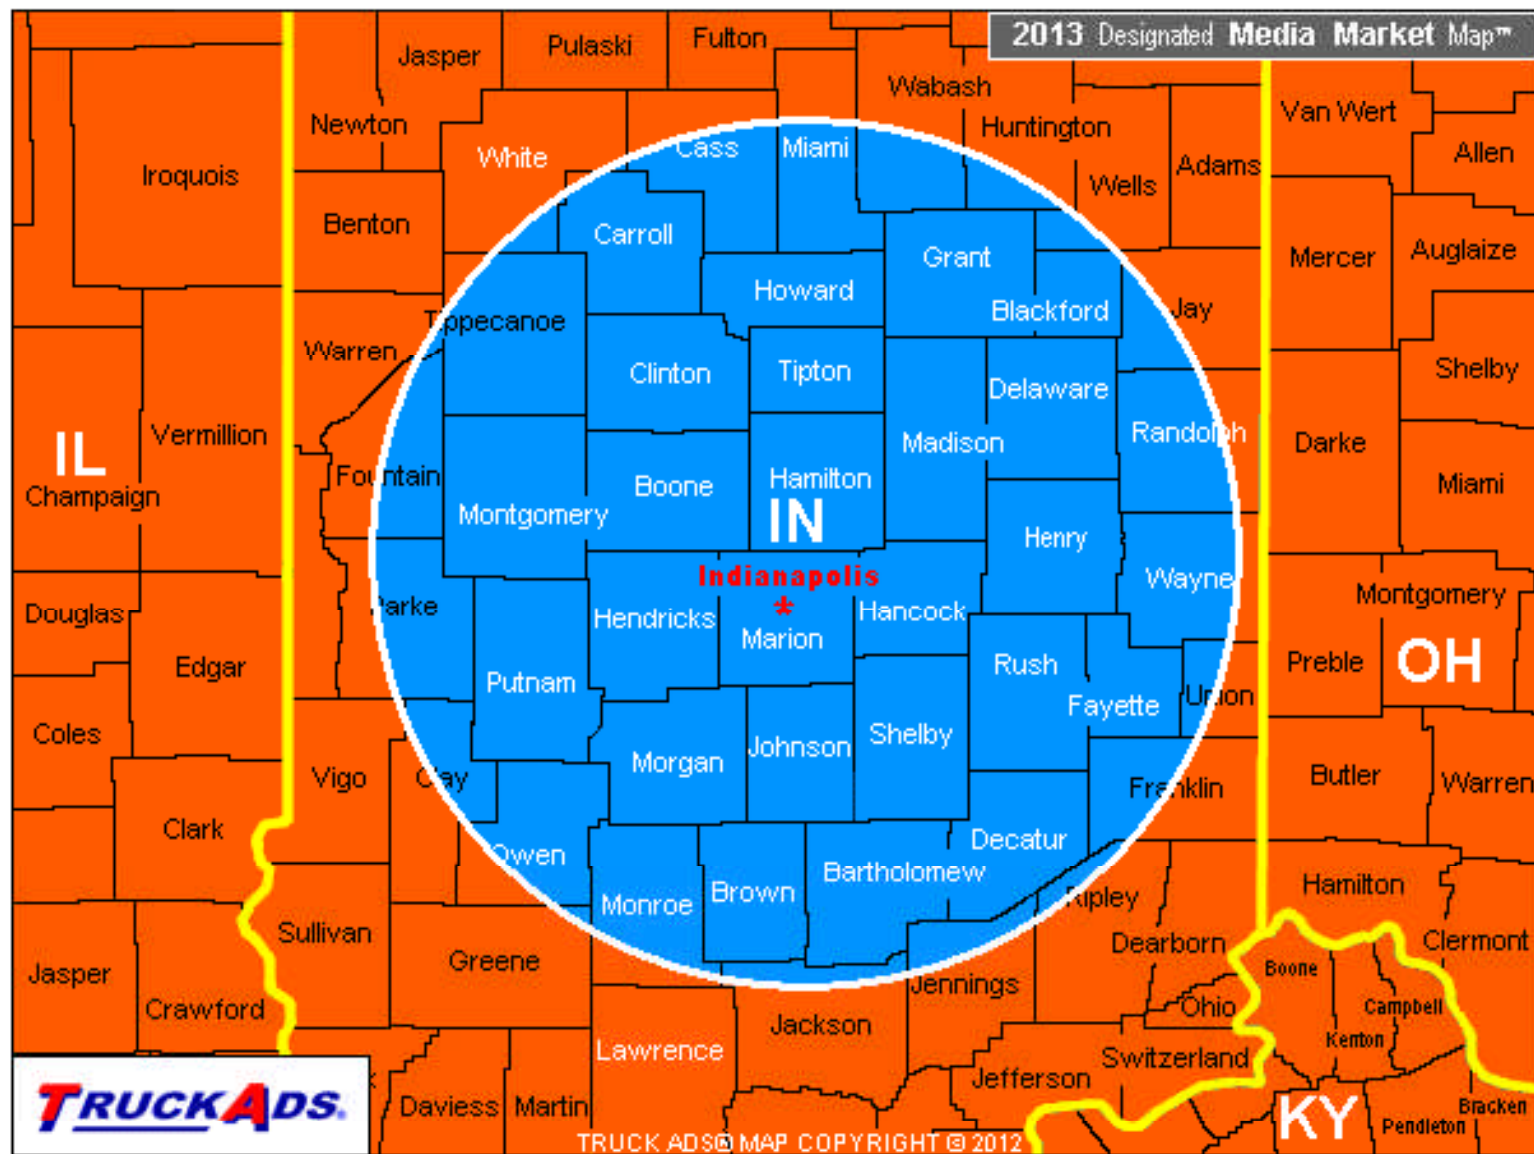 2013 Designated Media Market Map™
Jasper
Pulaski
Fulton
Wabash
Newton
White
Cass
Miami
Huntington
Van Wert
Iroquois
Wells
Adams
Allen
Benton
Carroll
Grant
Mercer
Auglaize
Howard
Blackford
Jay
Tippecanoe
Warren
Clinton
Tipton
Delaware
Shelby
Vermillion
IL
Champaign
Fountain
Montgomery
Boone
Hamilton
IN
Madison
Randolph
Darke
Miami
Henry
Indianapolis
*
Wayne
Montgomery
Douglas
Parke
Hendricks
Marion
Hancock
Edgar
Putnam
Rush
Preble
OH
Fayette
Union
Coles
Vigo
Clay
Morgan
Johnson
Shelby
Franklin
Butler
Warren
Clark
Owen
Decatur
Monroe
Brown
Bartholomew
Ripley
Hamilton
Sullivan
Greene
Dearborn
Clermont
Jasper
Crawford
Jennings
Boone
Ohio
Campbell
Jackson
Kenton
Lawrence
Switzerland
Jefferson
TRUCKADS.
Daviess
Martin
KY
Bracken
Pendleton
TRUCK ADS® MAP COPYRIGHT © 2012